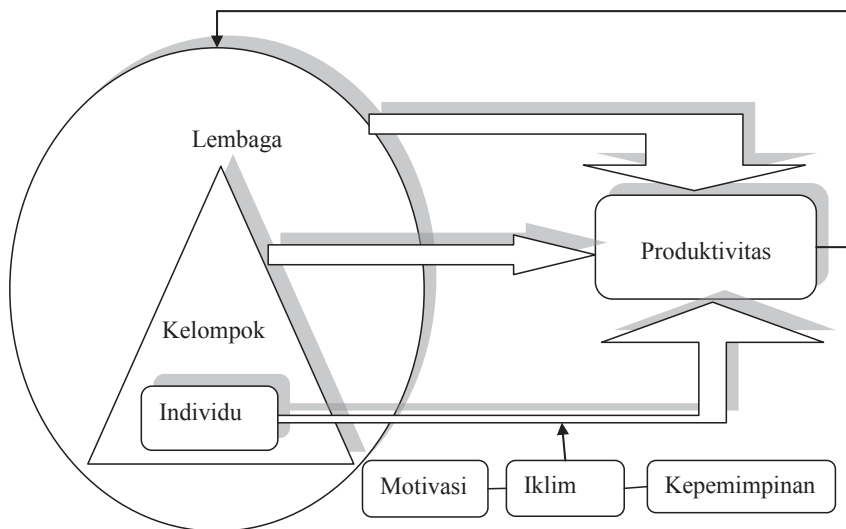 Lembaga
Produktivitas
Kelompok
Individu
Motivasi
Iklim
Kepemimpinan